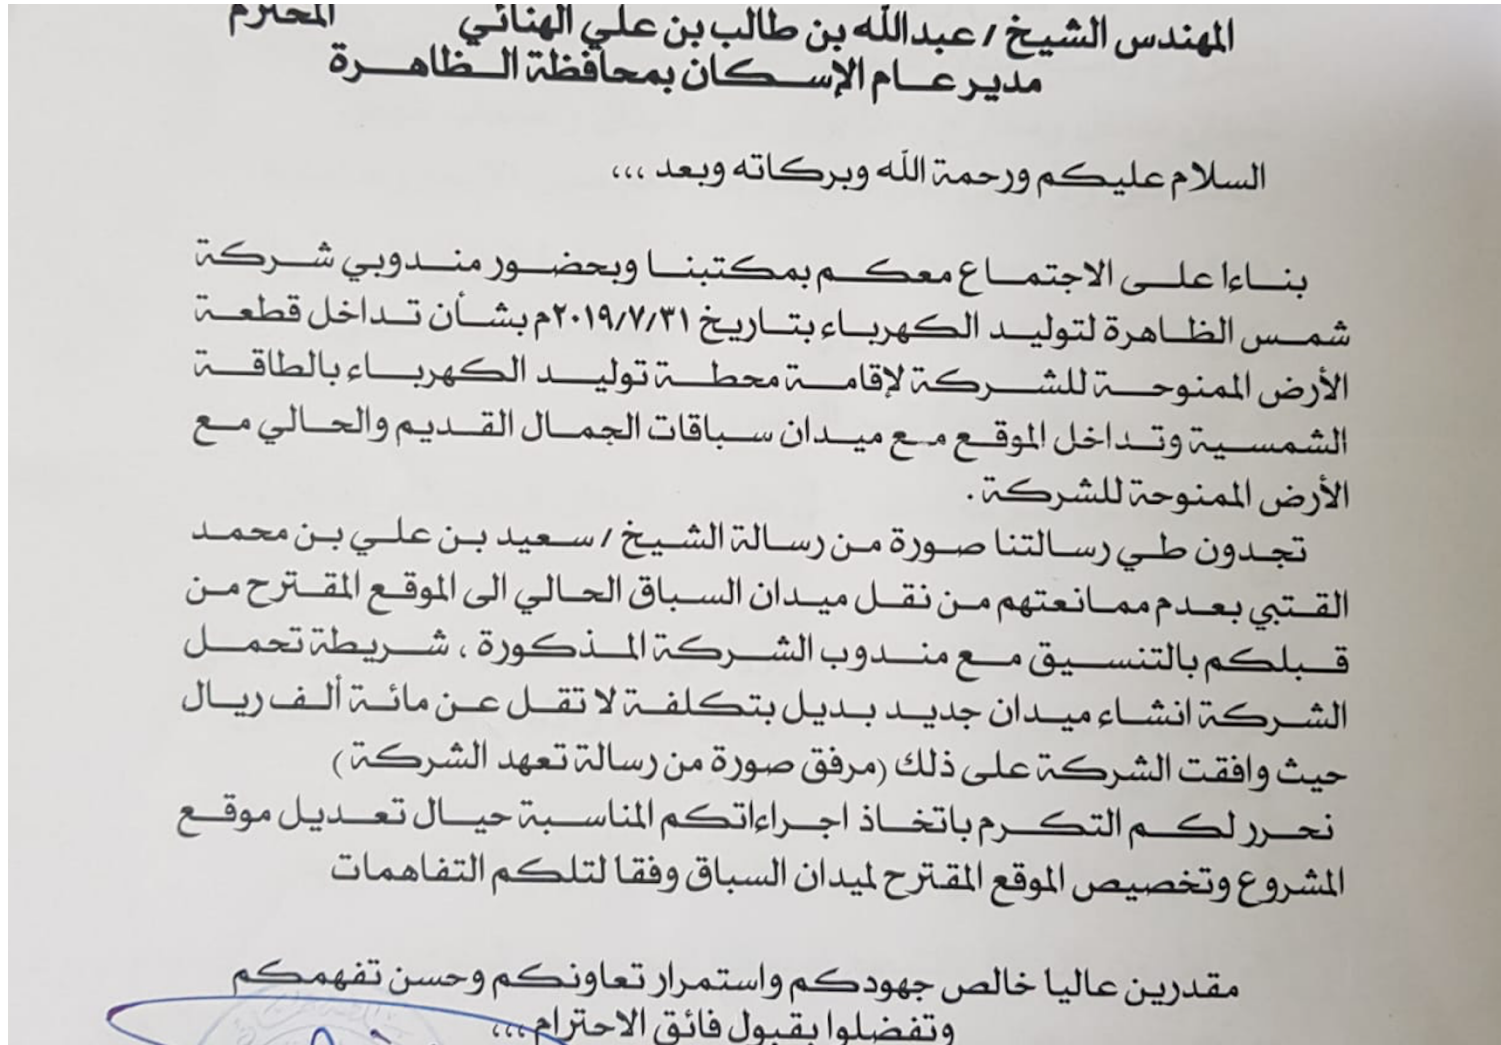 المهندس الشيخ / عبدالله بن طالب بن علي الهنائي المحترم
مدير عام الإسكان بمحافظة الظاهرة
السلام عليكم ورحمة الله وبركاته وبعد ،،،
بناءا على الاجتماع معكم بمكتبنا وبحضور مندوبي شركة
شمس الظاهرة لتوليد الكهرباء بتاريخ ٢٠١٩/٧/٣١م بشأن تداخل قطعة
الأرض الممنوحة للشركة لإقامة محطة توليد الكهرباء بالطاقة
الشمسية وتداخل الموقع مع ميدان سباقات الجمال القديم والحالي مع
الأرض الممنوحة للشركة .
تجدون طي رسالتنا صورة من رسالة الشيخ / سعيد بن علي بن محمد
القتبي بعدم ممانعتهم من نقل ميدان السباق الحالي الى الموقع المقترح من
قبلكم بالتنسيق مع مندوب الشركة المذكورة ، شريطة تحمل
الشركة انشاء ميدان جديد بديل بتكلفة لا تقل عن مائة ألف ريال
حيث وافقت الشركة على ذلك (مرفق صورة من رسالة تعهد الشركة )
نحرر لكم التكرم باتخاذ اجراءاتكم المناسبة حيال تعديل موقع
المشروع وتخصيص الموقع المقترح لميدان السباق وفقا لتلكم التفاهمات
مقدرين عاليا خالص جهودكم واستمرار تعاونكم وحسن تفهمكم
وتفضلوا بقبول فائق الاحترام ,,,